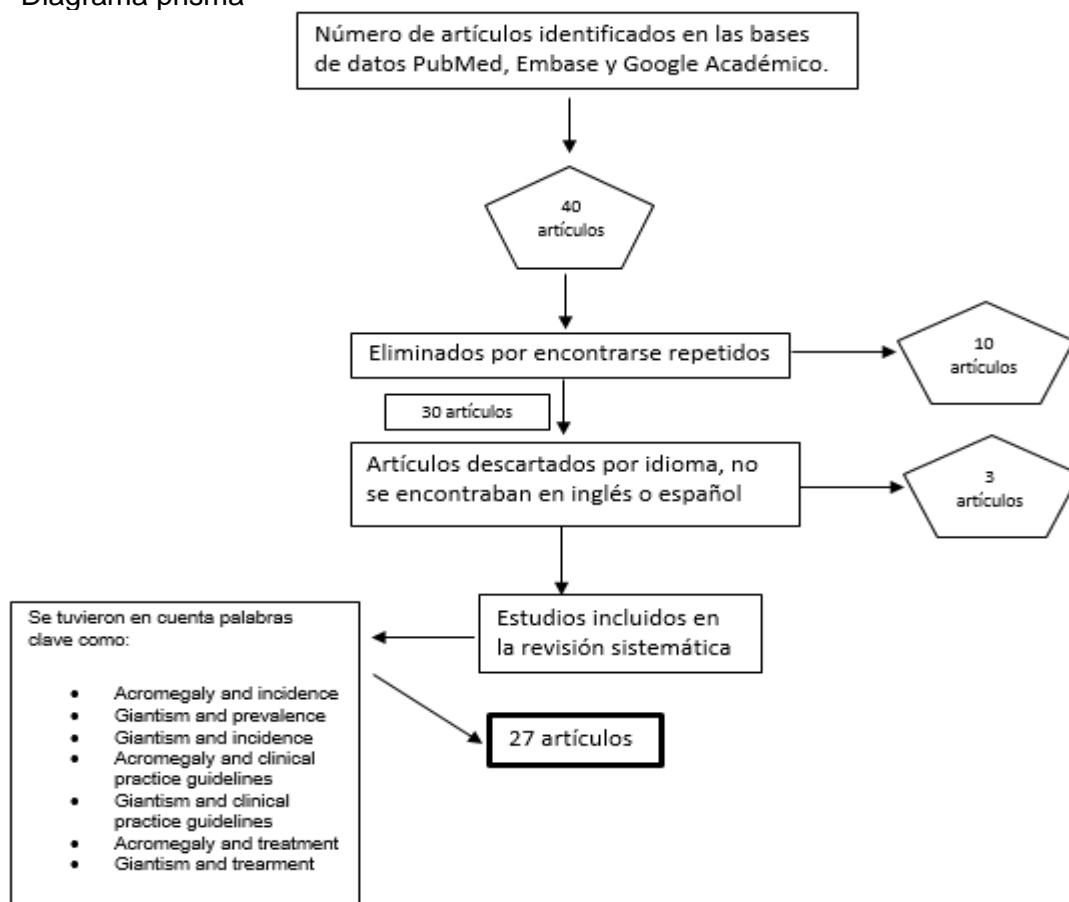 Diagrama prisma
Número de artículos identificados en las bases
de datos PubMed, Embase y Google Académico.
40
artículos
Eliminados por encontrarse repetidos
10
artículos
30 artículos
Artículos descartados por idioma, no
se encontraban en inglés o español
3
artículos
Estudios incluidos en
la revisión sistemática
Se tuvieron en cuenta palabras
clave como:
• Acromegaly and incidence
• Giantism and prevalence
• Giantism and incidence
• Acromegaly and clinical
practice guidelines
• Giantism and clinical
practice guidelines
• Acromegaly and treatment
• Giantism and trearment
27 artículos